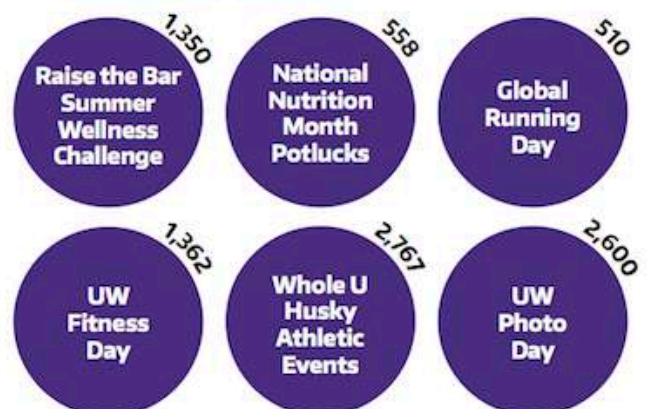 1,350
Raise the Bar
Summer
Wellness
Challenge
558
National
Nutrition
Month
Potlucks
510
Global
Running
Day
1,362
UW
Fitness
Day
2,767
Whole U
Husky
Athletic
Events
2,600
UW
Photo
Day